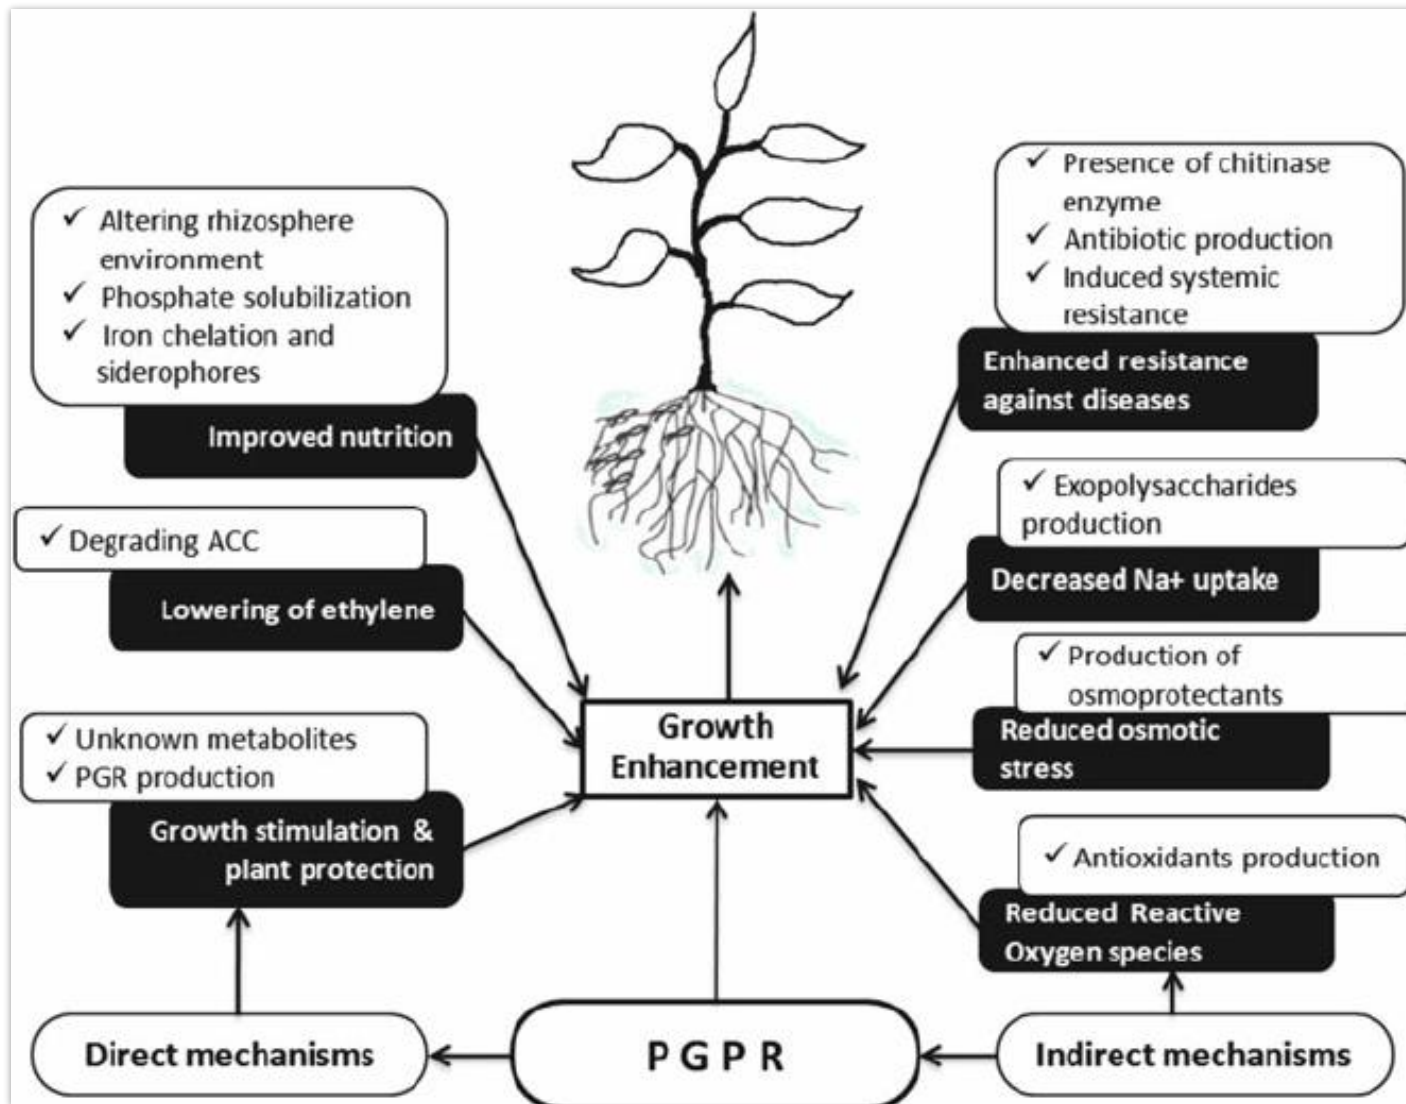 ✓ Altering rhizosphere
environment
✓ Phosphate solubilization
✓ Iron chelation and
siderophores
Improved nutrition
✓ Degrading ACC
Lowering of ethylene
✓ Unknown metabolites
✓ PGR production
Growth stimulation &
plant protection
Direct mechanisms
Growth
Enhancement
P G P R
✓ Presence of chitinase
enzyme
✓ Antibiotic production
✓ Induced systemic
resistance
Enhanced resistance
against diseases
✓ Exopolysaccharides
production
Decreased Na+ uptake
✓ Production of
osmoprotectants
Reduced osmotic
stress
✓ Antioxidants production
Reduced Reactive
Oxygen species
Indirect mechanisms